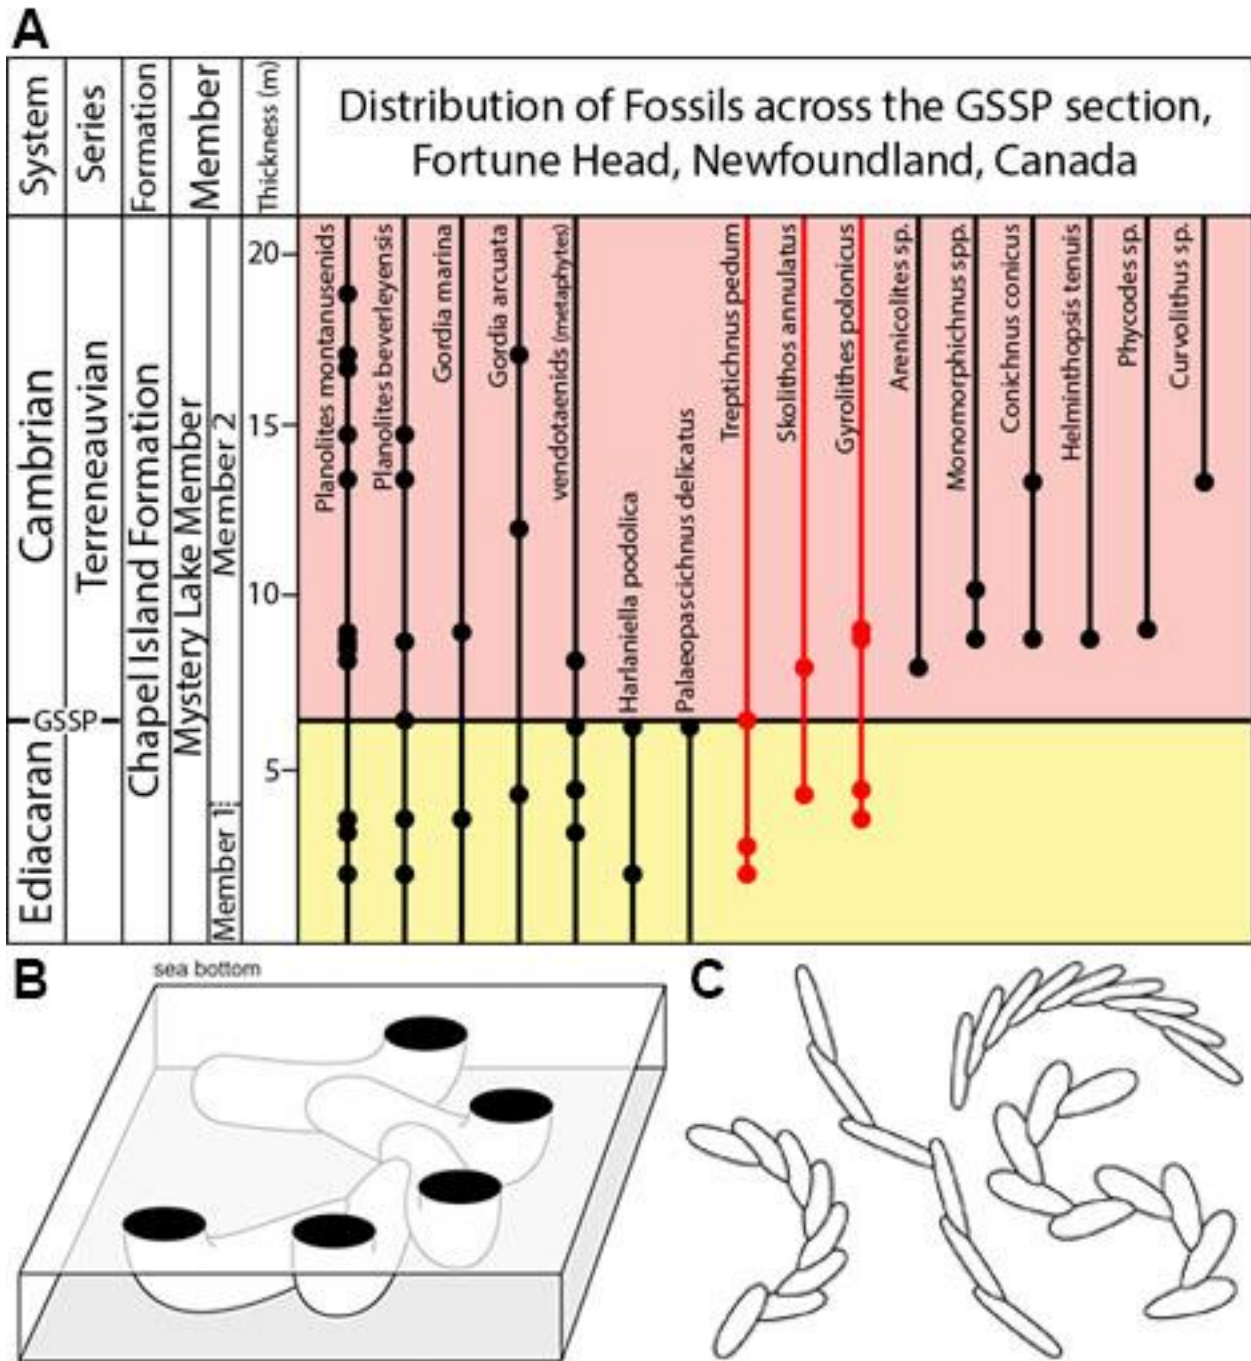 A
System
Series
Formation
Member
Thickness (m)
Distribution of Fossils across the GSSP section,
Fortune Head, Newfoundland, Canada
Cambrian
Ediacaran
Terreneauvian
GSSP
Chapel Island Formation
Mystery Lake Member
Member 2
Member 1
20
15
10
5
Planolites montanusenids
Planolites beverleyensis
Gordia marina
Gordia arcuata
vendotaenids (metaphytes)
Harlaniella podolica
Palaeopascichnus delicatus
Treptichnus pedum
Skolithos annulatus
Gyrolithes polonicus
Arenicolites sp.
Monomorphichnus spp.
Conichnus conicus
Helminthopsis tenuis
Phycodes sp.
Curvolithus sp.
B
sea bottom
C